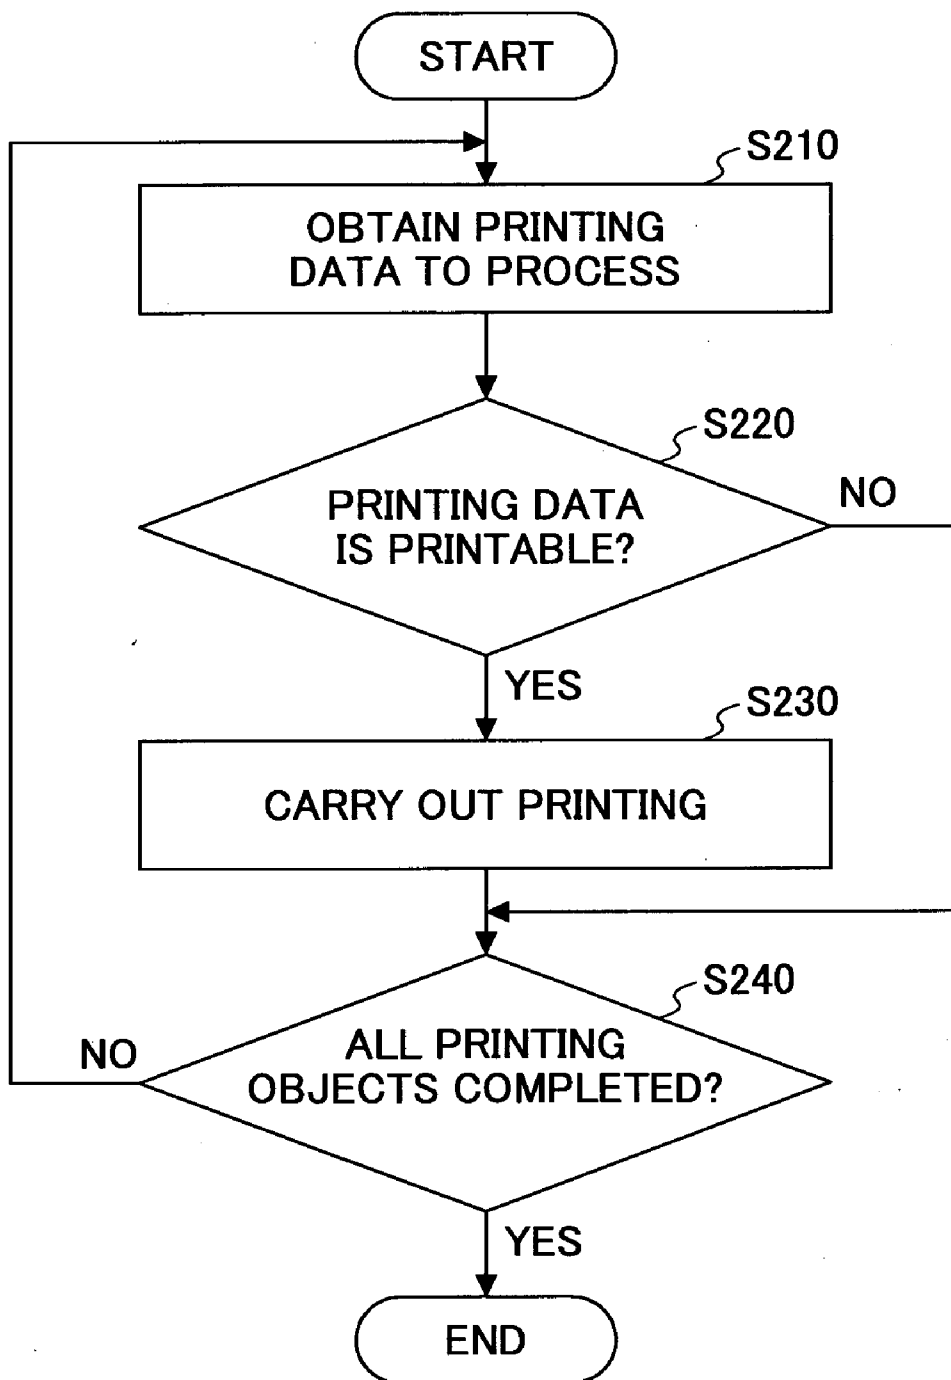 START
S210
OBTAIN PRINTING
DATA TO PROCESS
S220
PRINTING DATA
IS PRINTABLE?
NO
YES
S230
CARRY OUT PRINTING
S240
ALL PRINTING
OBJECTS COMPLETED?
NO
YES
END